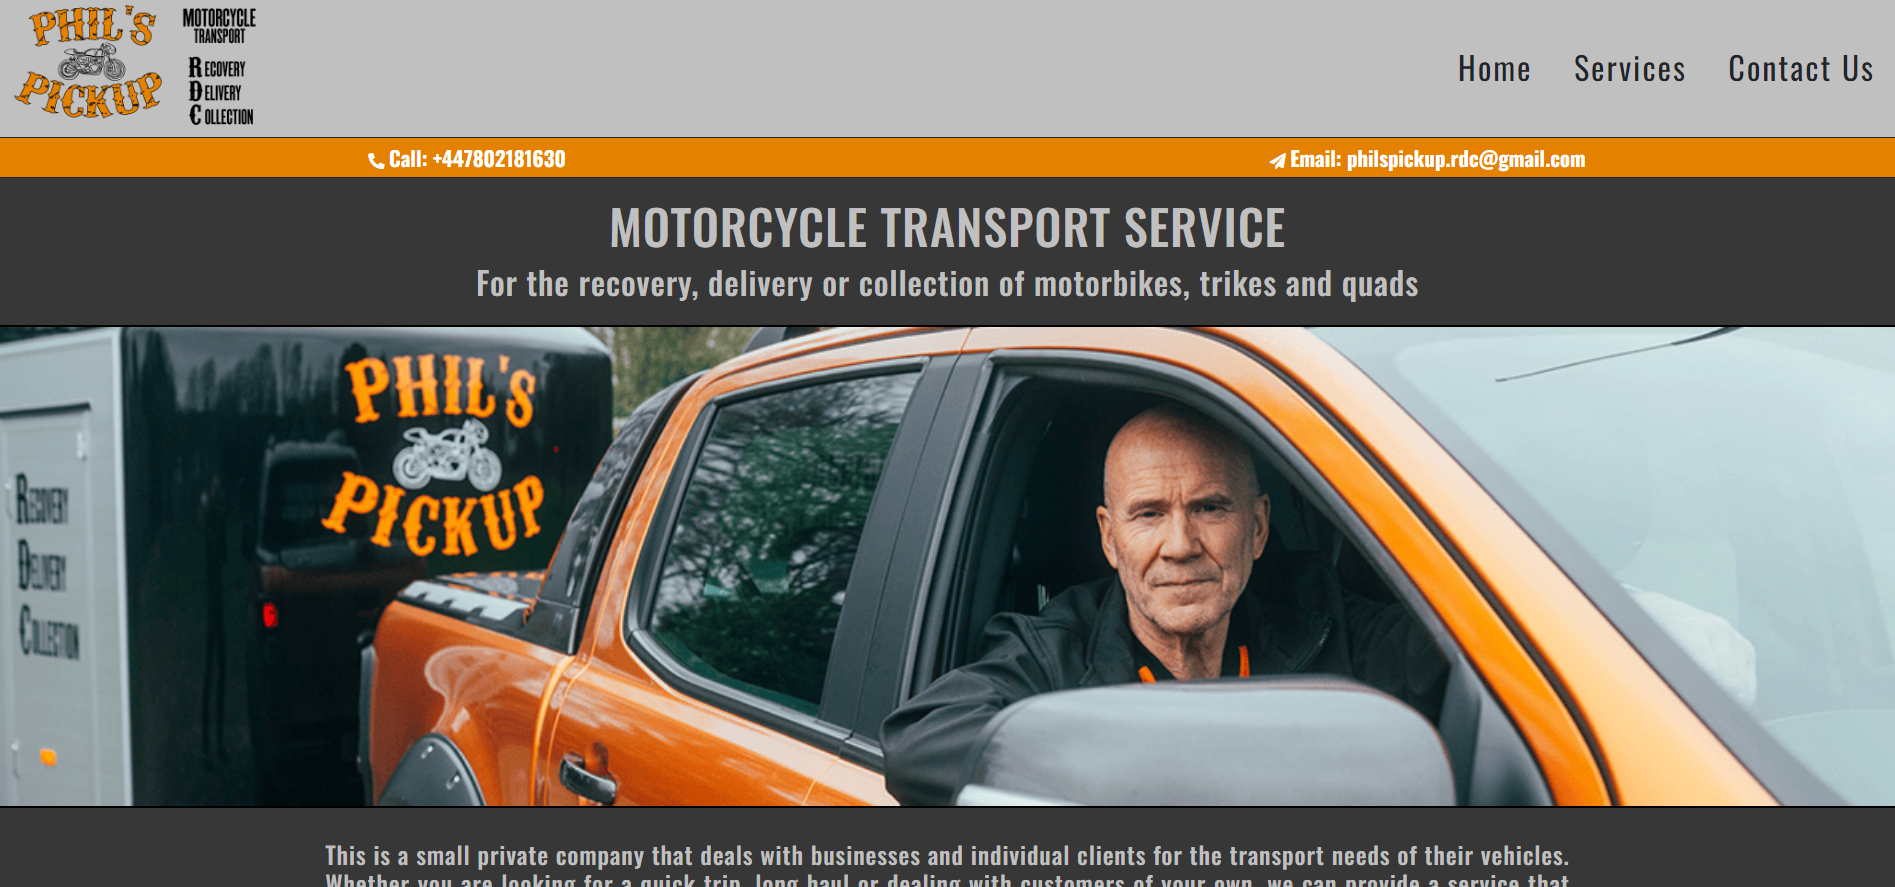 PHIL'S
PICKUP
MOTORCYCLE
TRANSPORT
RECOVERY
DELIVERY
COLLECTION
Home Services Contact Us
Call: +447802181630 Email: philspickup.rdc@gmail.com
MOTORCYCLE TRANSPORT SERVICE
For the recovery, delivery or collection of motorbikes, trikes and quads
PHIL'S
PICKUP
RECOVERY
DELIVERY
COLLECTION
This is a small private company that deals with businesses and individual clients for the transport needs of their vehicles.
Whether you are looking for a quick trip, long haul or dealing with customers of your own, we can provide a service that